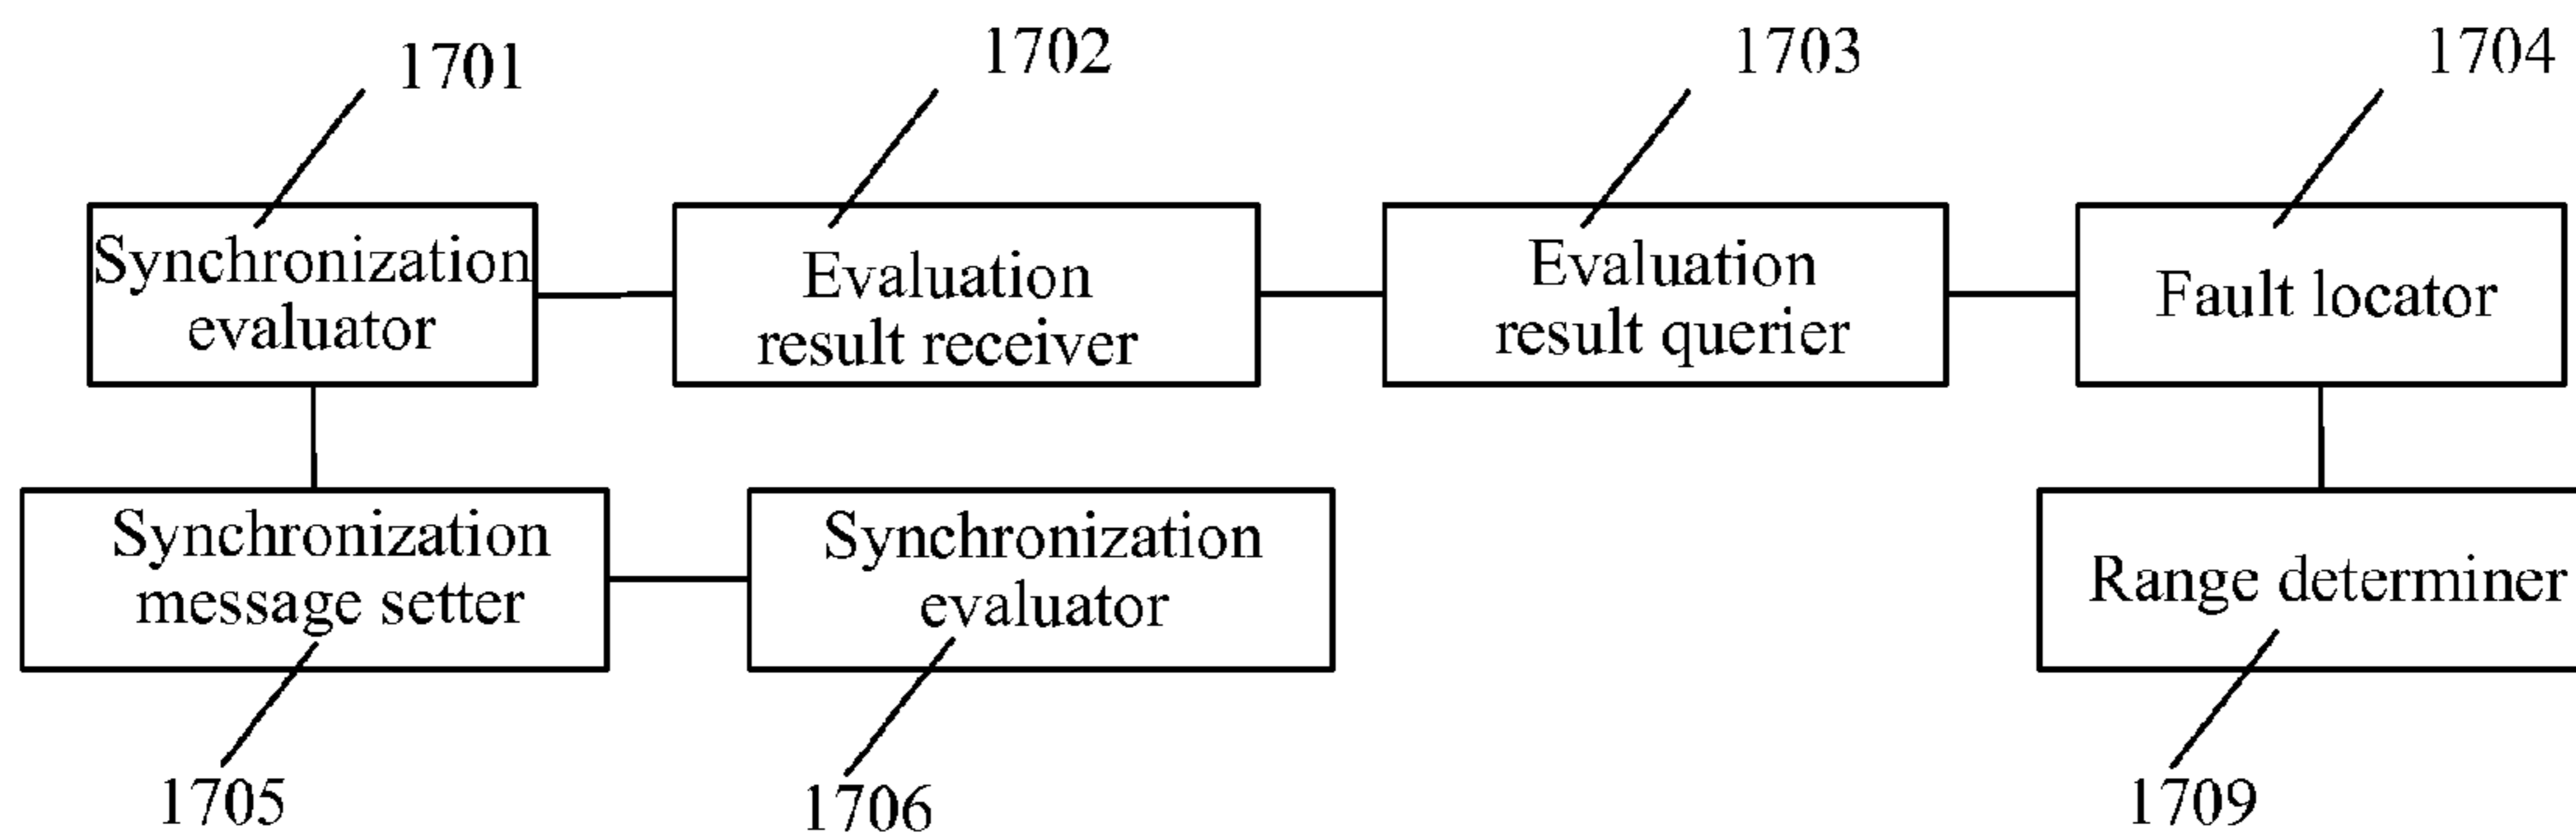 1701
1702
1703
1704
Synchronization
evaluator
Evaluation
result receiver
Evaluation
result querier
Fault locator
Synchronization
message setter
Synchronization
evaluator
Range determiner
1705
1706
1709